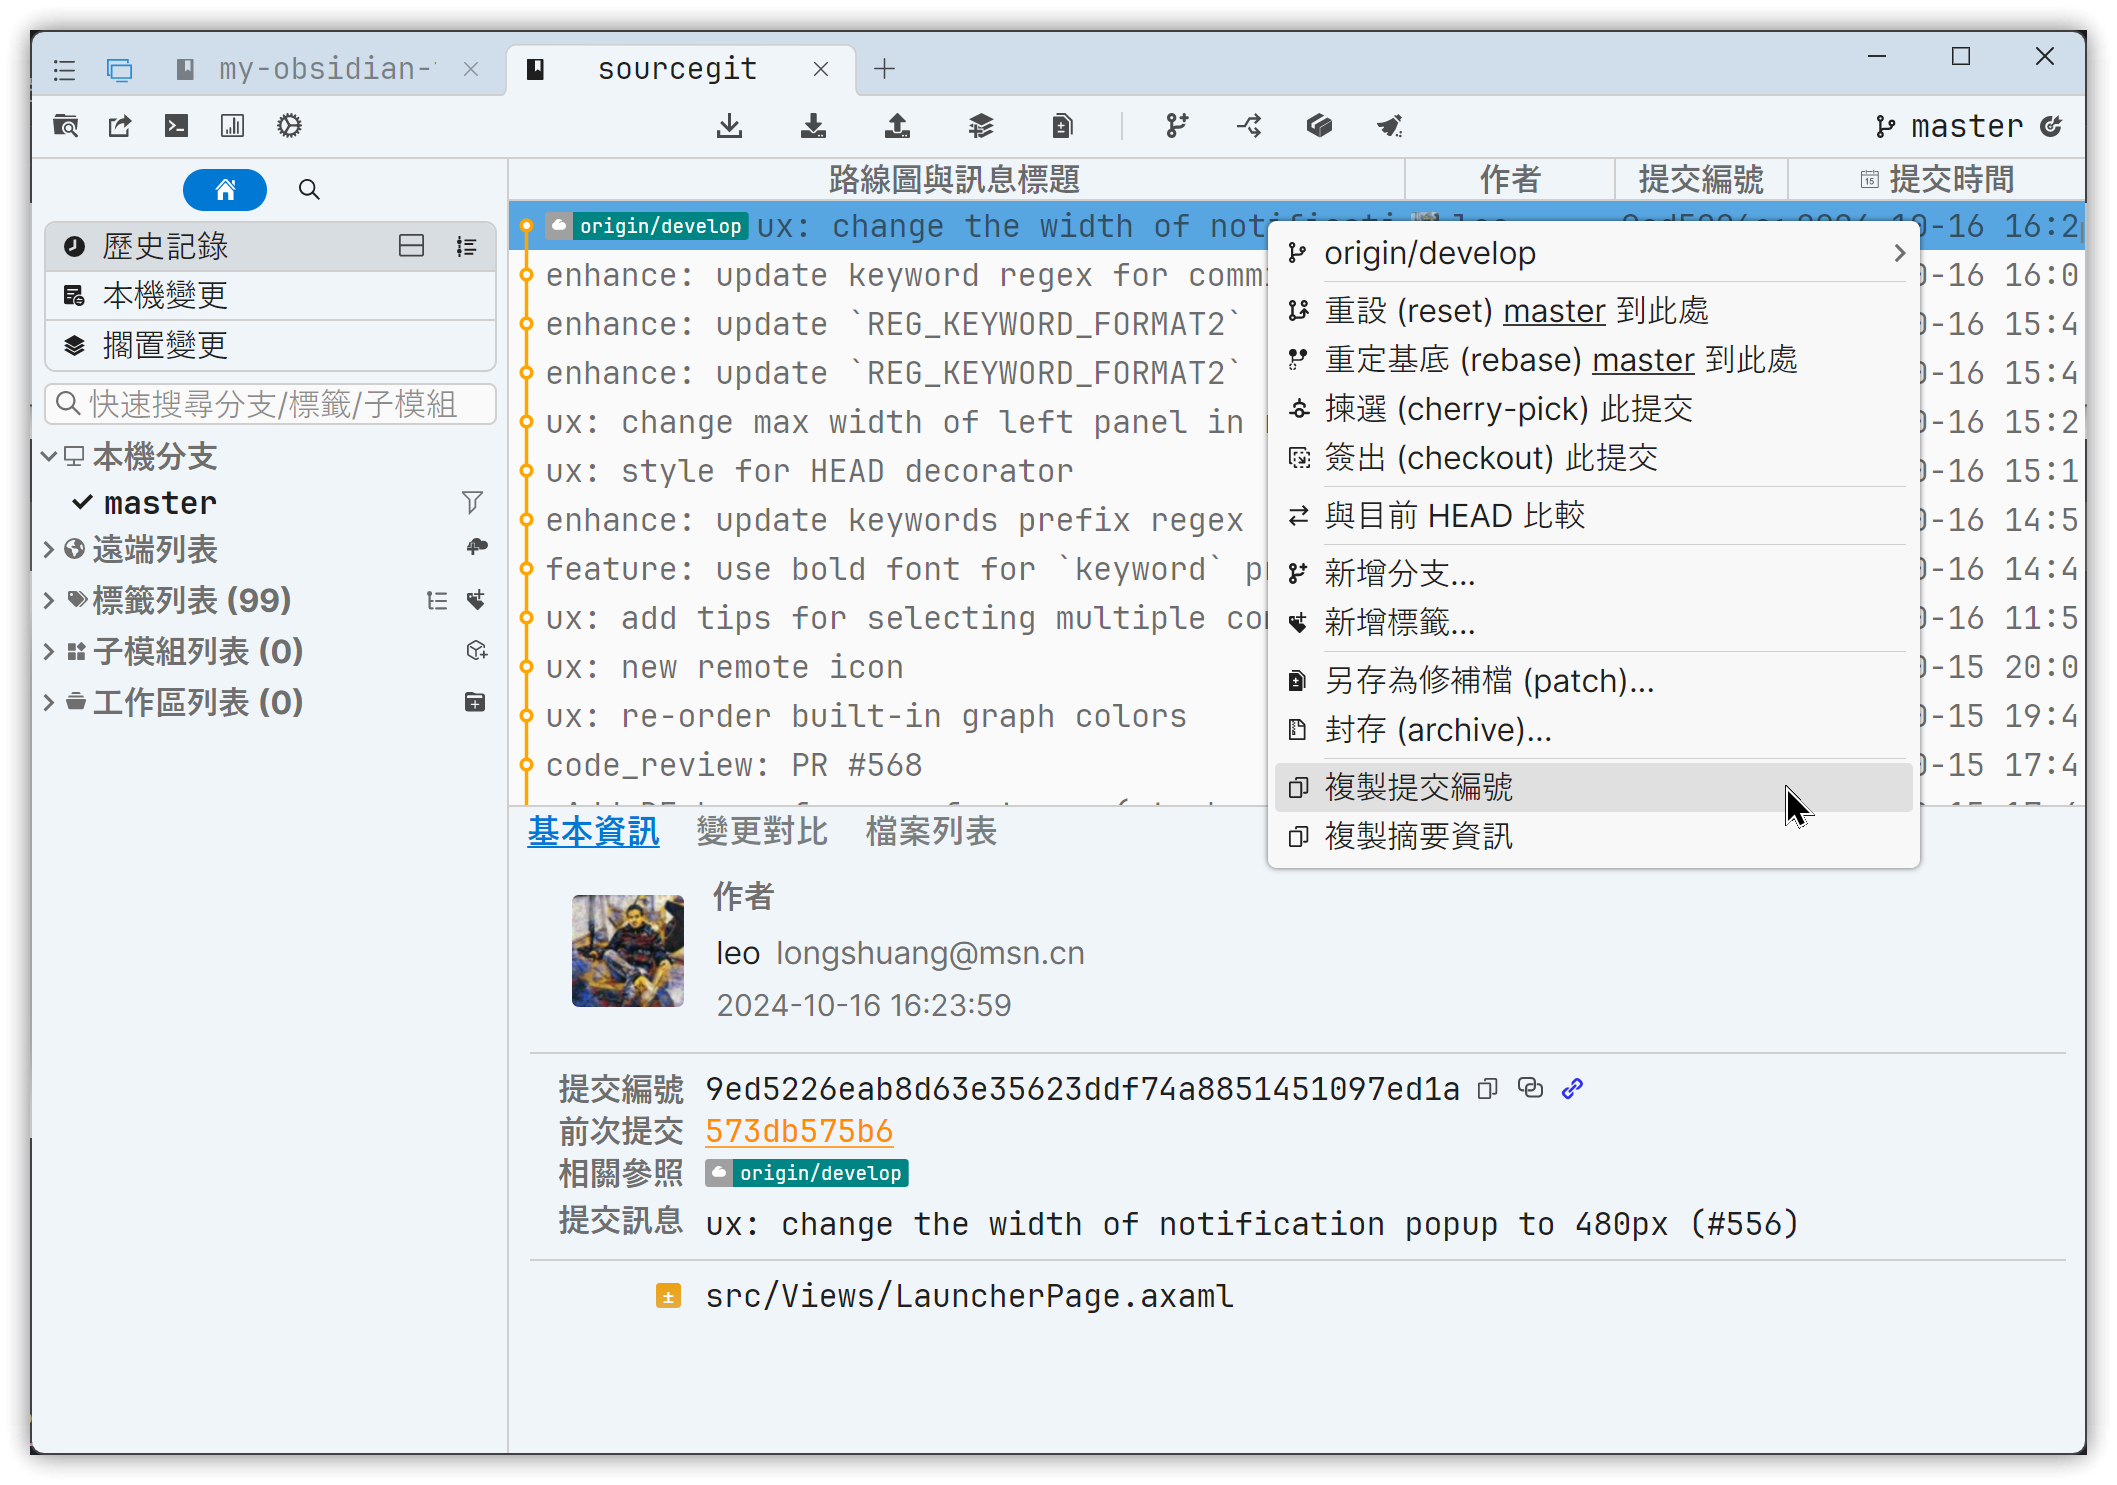 my-obsidian-
sourcegit
master
路線圖與訊息標題
作者
提交編號
提交時間
歷史記錄
本機變更
擱置變更
快速搜尋分支/標籤/子模組
本機分支
master
遠端列表
標籤列表 (99)
子模組列表 (0)
工作區列表 (0)
origin/develop ux: change the width of notificati
-16 16:2
enhance: update keyword regex for comm
-16 16:0
enhance: update `REG_KEYWORD_FORMAT2`
-16 15:4
enhance: update `REG_KEYWORD_FORMAT2`
-16 15:4
ux: change max width of left panel in
-16 15:2
ux: style for HEAD decorator
-16 15:1
enhance: update keywords prefix regex
-16 14:5
feature: use bold font for `keyword` p
-16 14:4
ux: add tips for selecting multiple co
-16 11:5
ux: new remote icon
-15 20:0
ux: re-order built-in graph colors
-15 19:4
code_review: PR #568
-15 17:4
origin/develop
重設 (reset) master 到此處
重定基底 (rebase) master 到此處
揀選 (cherry-pick) 此提交
簽出 (checkout) 此提交
與目前 HEAD 比較
新增分支...
新增標籤...
另存為修補檔 (patch)...
封存 (archive)...
複製提交編號
複製摘要資訊
基本資訊
變更對比
檔案列表
作者
leo longshuang@msn.cn
2024-10-16 16:23:59
提交編號 9ed5226eab8d63e35623ddf74a8851451097ed1a
前次提交 573db575b6
相關參照 origin/develop
提交訊息 ux: change the width of notification popup to 480px (#556)
src/Views/LauncherPage.axaml